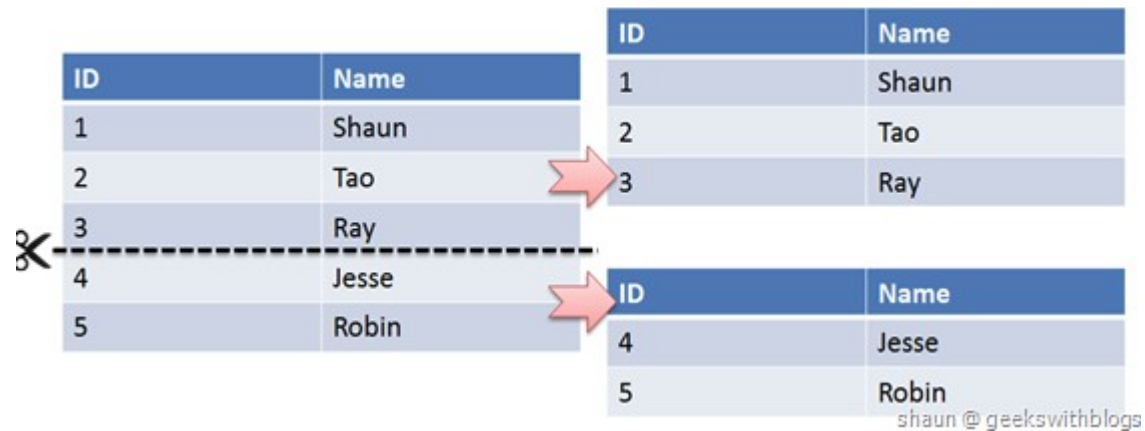 ID Name
1 Shaun
2 Tao
3 Ray
4 Jesse
5 Robin
ID Name
1 Shaun
2 Tao
3 Ray
ID Name
4 Jesse
5 Robin
shaun @ geekswithblogs